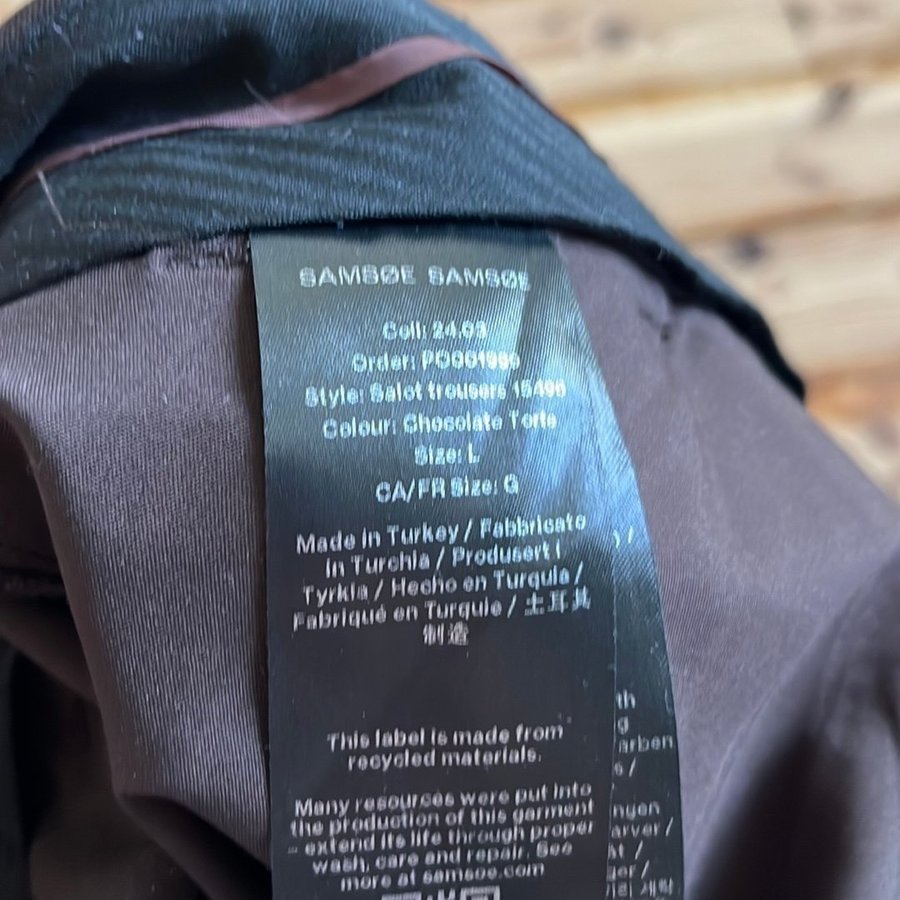 SAMSØE SAMSØE
Coll: 24.03
Order:
Style: Salot trousers 15490
Colour: Chocolate Torte
Size: L
CA/FR Size: G
Made in Turkey / Fabbricato
in Turchia / Produsert i
Tyrkia / Hecho en Turquia /
Fabriqué en Turquie / 土耳其
制造
This label is made from
recycled materials.
Many resources were put into
the production of this garment
– extend its life through proper
wash, care and repair. See
more at samsoe.com